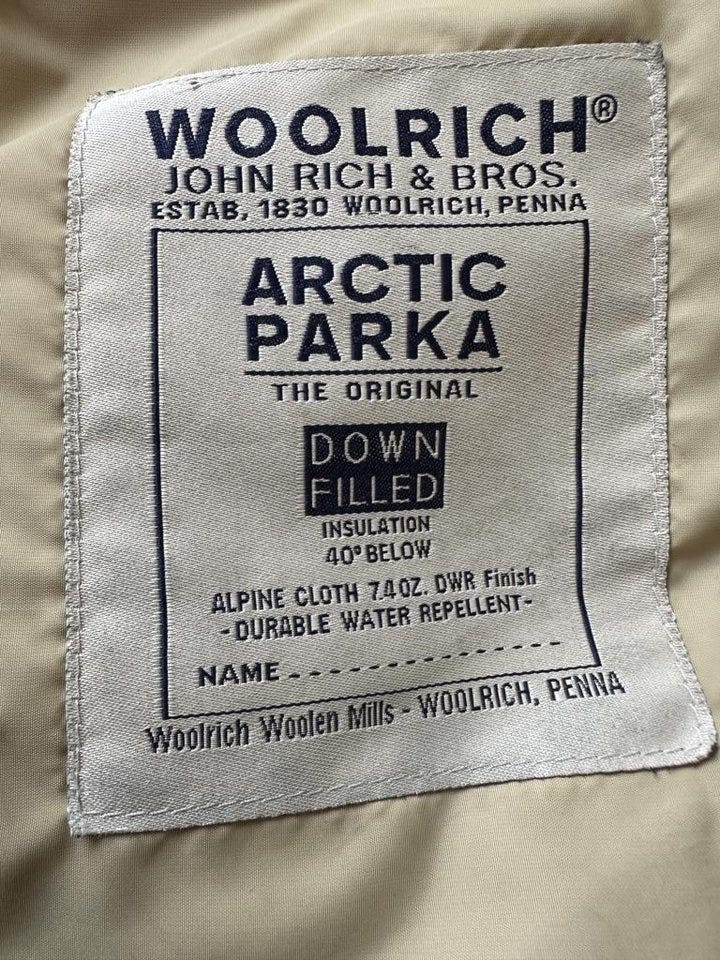 WOOLRICH®
JOHN RICH & BROS.
ESTAB. 1830 WOOLRICH, PENNA
ARCTIC
PARKA
THE ORIGINAL
DOWN
FILLED
INSULATION
40° BELOW
ALPINE CLOTH 7.4 OZ. DWR Finish
-DURABLE WATER REPELLENT-
NAME----------------
Woolrich Woolen Mills - WOOLRICH, PENNA